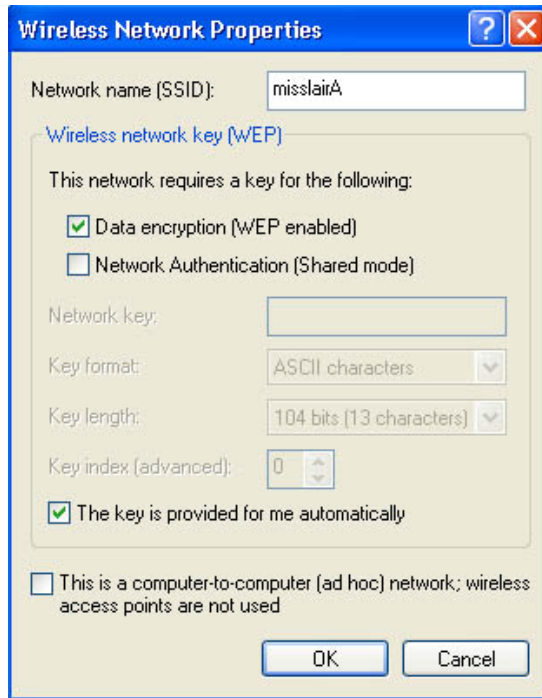 Wireless Network Properties
Network name (SSID): misslairA
Wireless network key (WEP)
This network requires a key for the following:
Data encryption (WEP enabled)
Network Authentication (Shared mode)
Network key:
Key format: ASCII characters
Key length: 104 bits (13 characters)
Key index (advanced): 0
The key is provided for me automatically
This is a computer-to-computer (ad hoc) network; wireless
access points are not used
OK Cancel